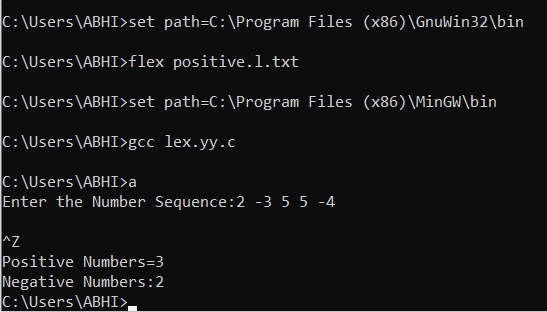 C:\Users\ABHI>set path=C:\Program Files (x86)\GnuWin32\bin
C:\Users\ABHI>flex positive.l.txt
C:\Users\ABHI>set path=C:\Program Files (x86)\MinGW\bin
C:\Users\ABHI>gcc lex.yy.c
C:\Users\ABHI>a
Enter the Number Sequence:2 -3 5 5 -4
^Z
Positive Numbers=3
Negative Numbers:2
C:\Users\ABHI>